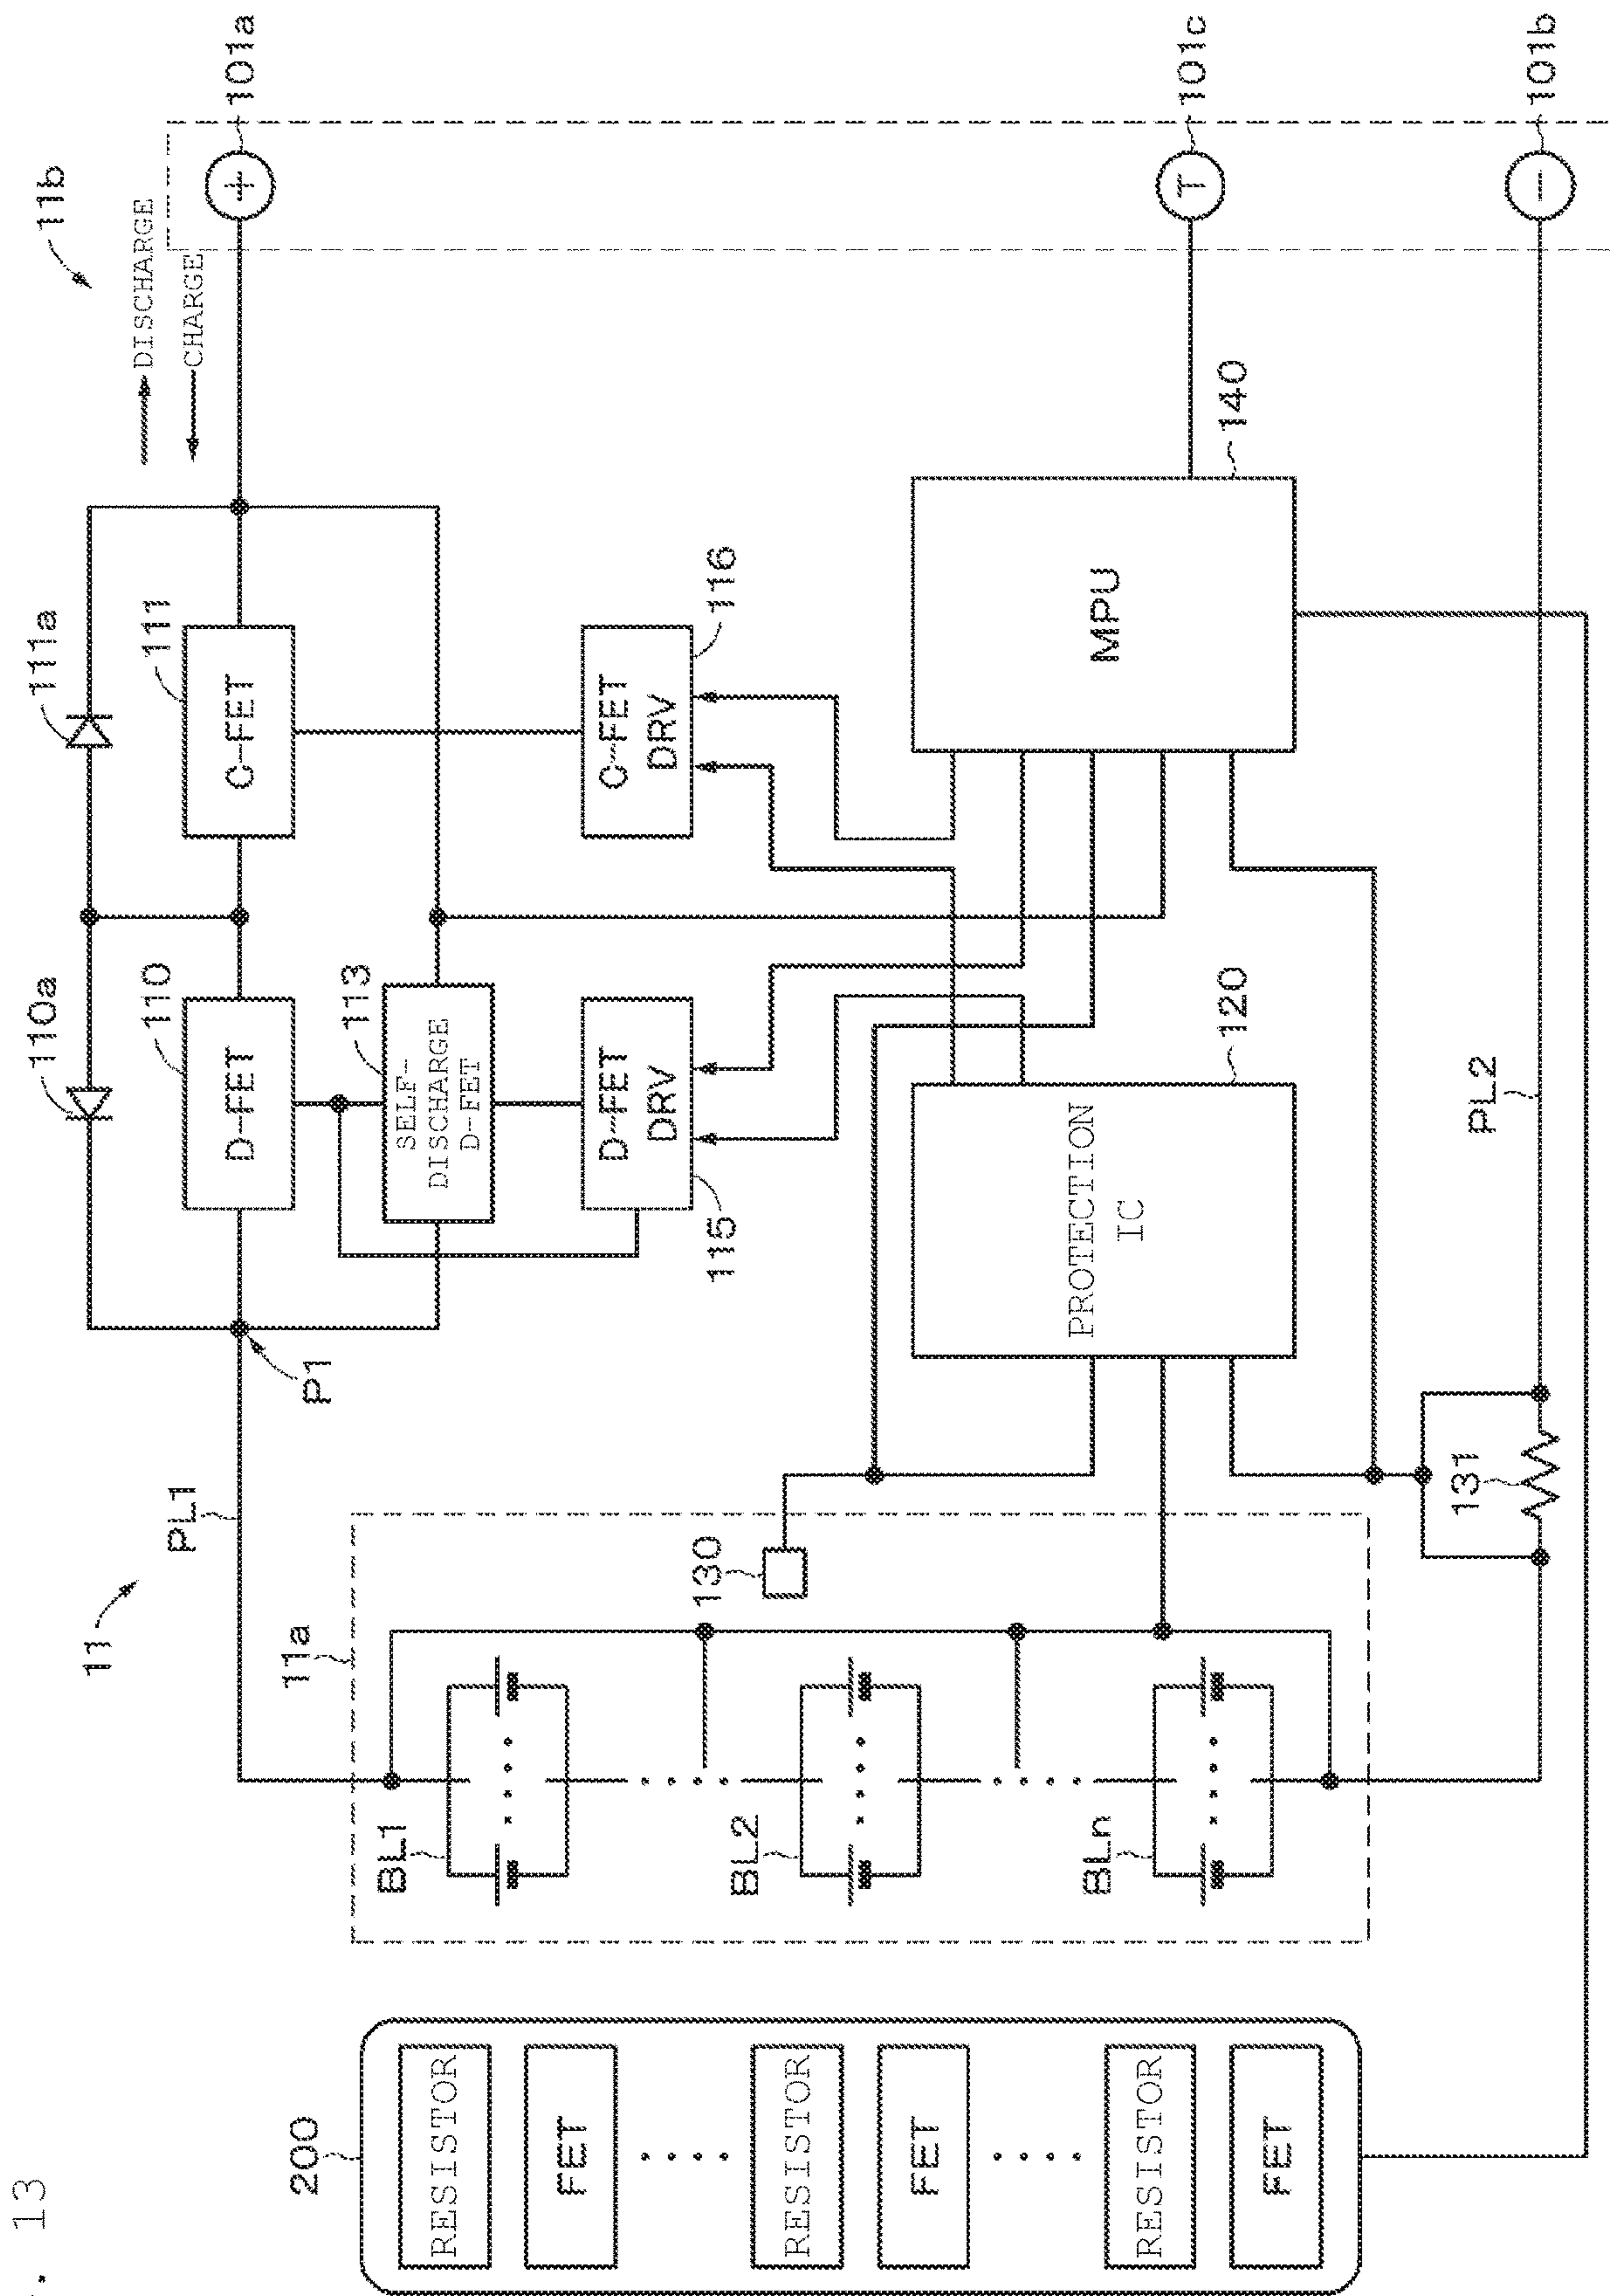 . 13
11
11b
DISCHARGE
CHARGE
110a
111a
PL1
P1
110
D-FET
111
C-FET
101a
+
113
SELF-
DISCHARGE
D-FET
115
D-FET
DRV
116
C-FET
DRV
11a
130
BL1
BL2
BLn
120
PROTECTION
IC
140
MPU
101c
T
131
PL2
101b
−
200
RESISTOR
FET
RESISTOR
FET
RESISTOR
FET